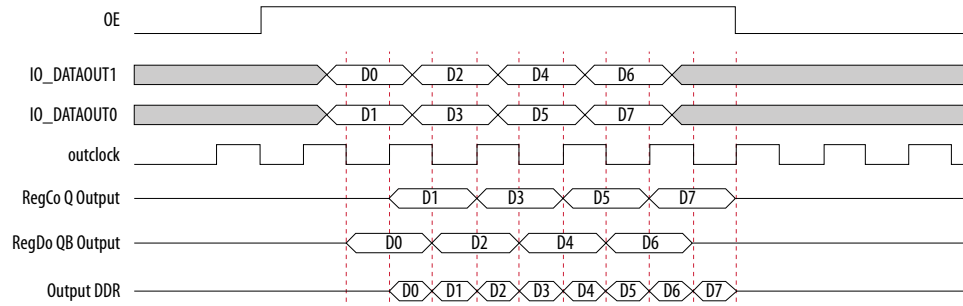 OE
IO_DATAOUT1 D0 D2 D4 D6
IO_DATAOUT0 D1 D3 D5 D7
outclock
RegCo Q Output D1 D3 D5 D7
RegDo QB Output D0 D2 D4 D6
Output DDR D0 D1 D2 D3 D4 D5 D6 D7